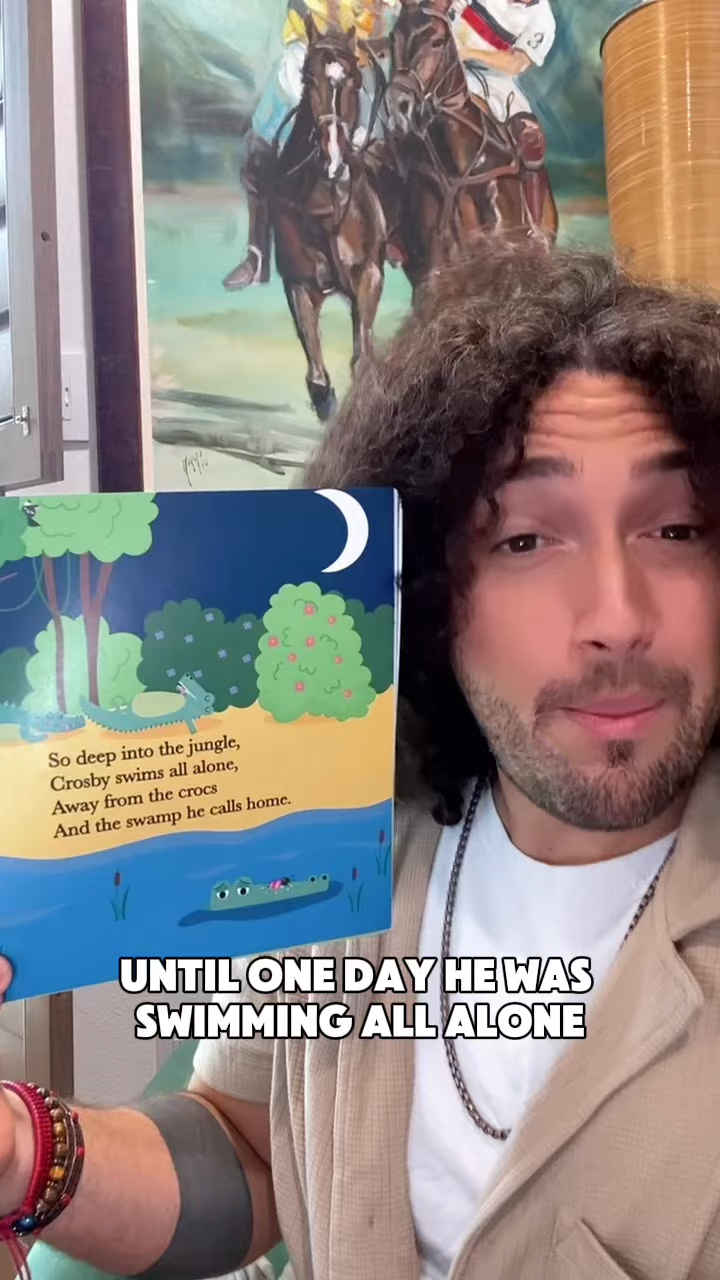 So deep into the jungle,
Crosby swims all alone,
Away from the crocs
And the swamp he calls home.
UNTIL ONE DAY HE WAS
SWIMMING ALL ALONE